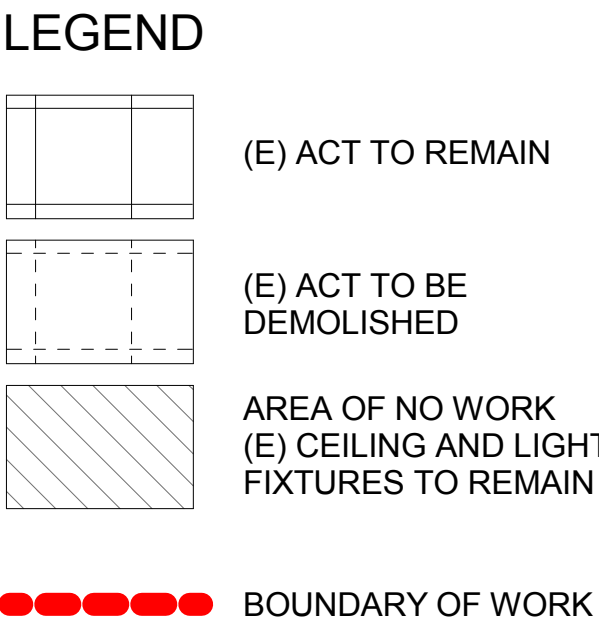 LEGEND
(E) ACT TO REMAIN
(E) ACT TO BE
DEMOLISHED
AREA OF NO WORK
(E) CEILING AND LIGHT
FIXTURES TO REMAIN
BOUNDARY OF WORK